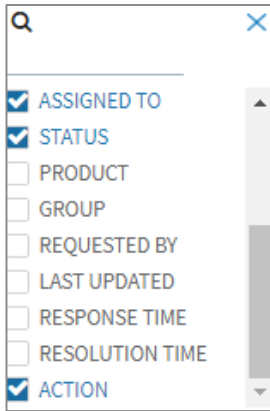 ASSIGNED TO
STATUS
PRODUCT
GROUP
REQUESTED BY
LAST UPDATED
RESPONSE TIME
RESOLUTION TIME
ACTION